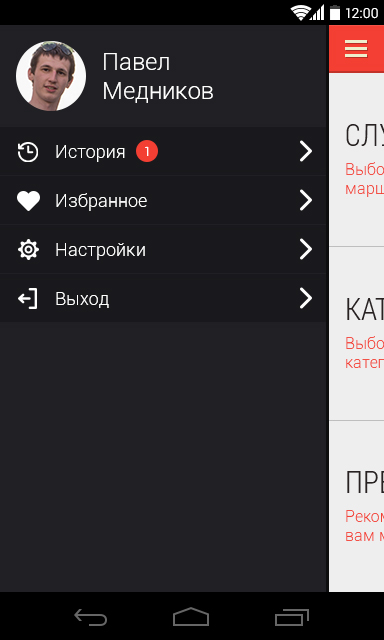 12:00
Павел
Медников
История 1
Избранное
Настройки
Выход
СЛУ
Выбо
марш
КАТ
Выбо
катег
ПРЕ
Реком
вам м